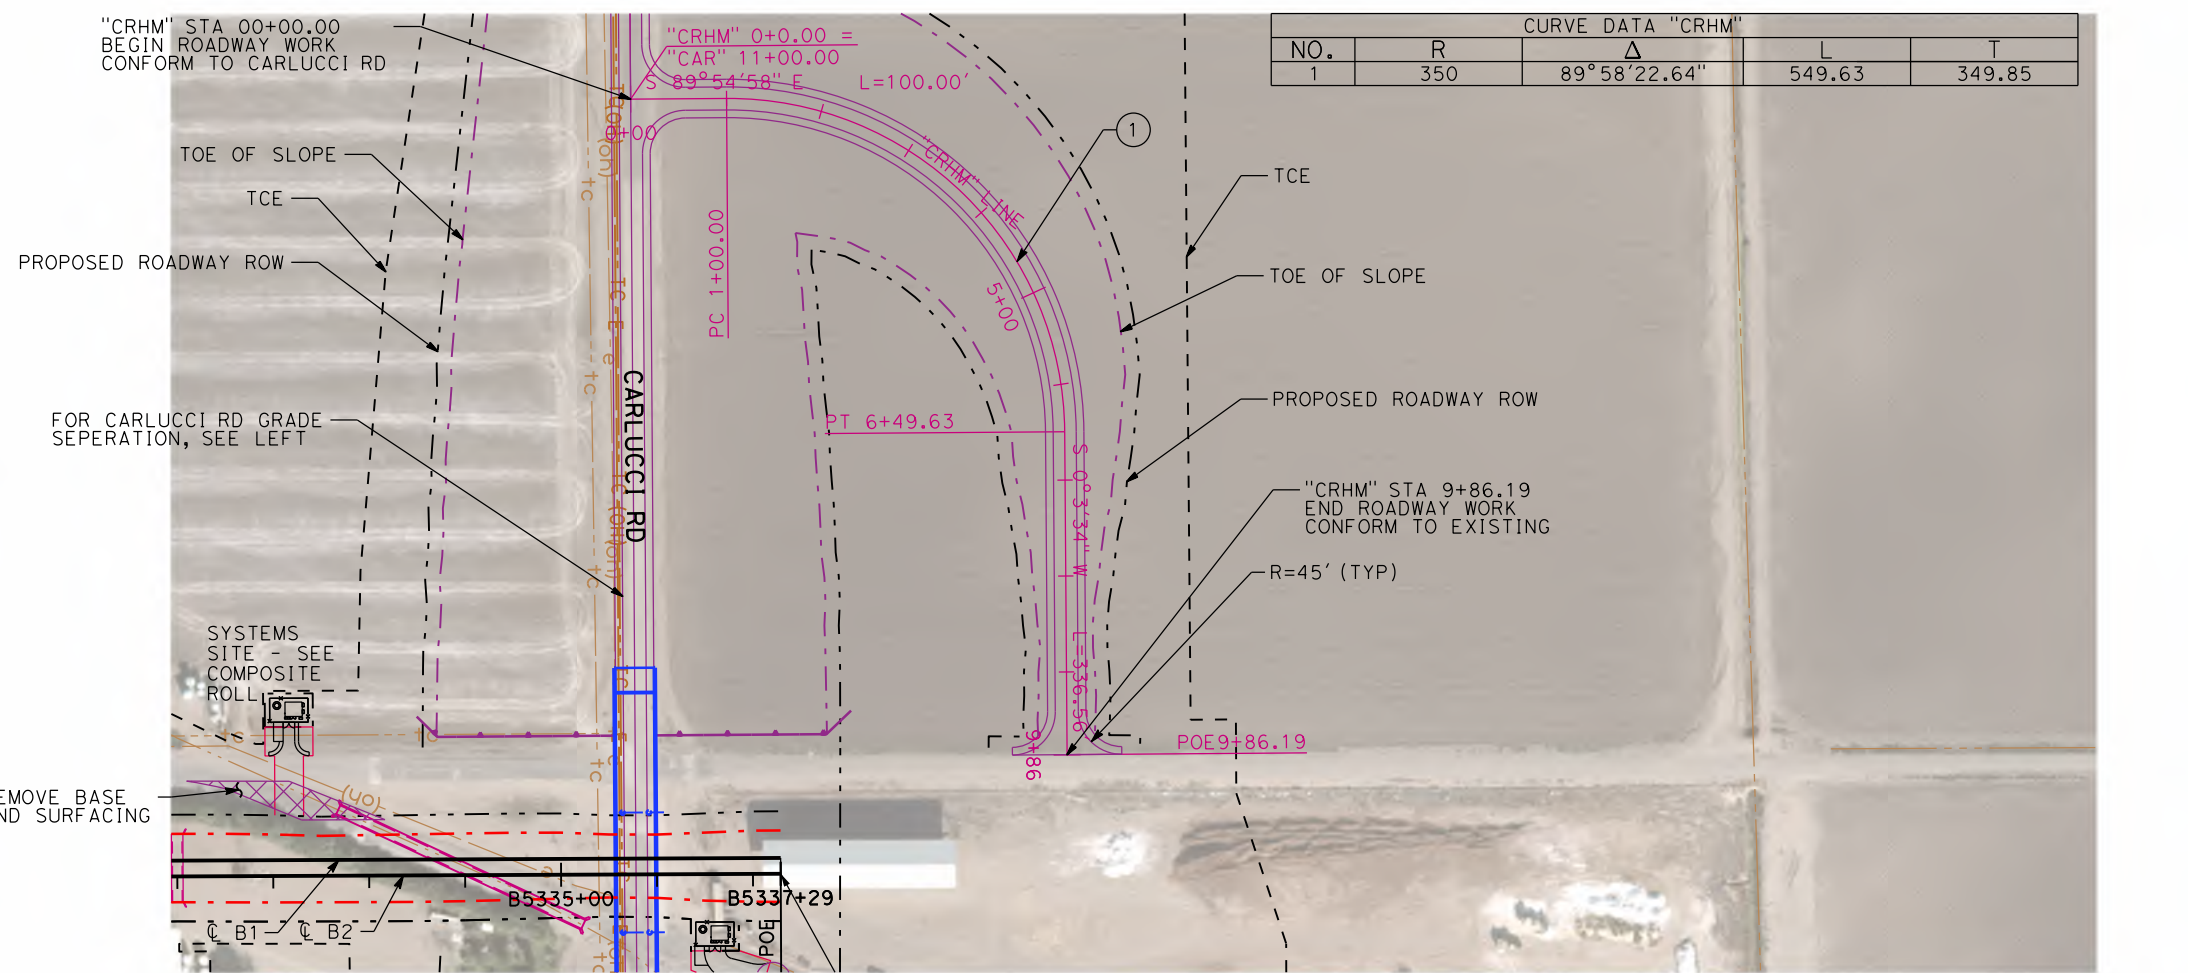 "CRHM" STA 00+00.00
BEGIN ROADWAY WORK
CONFORM TO CARLUCCI RD
"CRHM" 0+0.00 =
"CAR" 11+00.00
S 89°54'58" E
L=100.00'
CURVE DATA "CRHM"
NO. R Δ L T
1 350 89°58'22.64" 549.63 349.85
0+00
TOE OF SLOPE
TCE
PROPOSED ROADWAY ROW
1
"CRHM" LINE
PC 1+00.00
5+00
TCE
TOE OF SLOPE
PROPOSED ROADWAY ROW
FOR CARLUCCI RD GRADE
SEPERATION, SEE LEFT
CARLUCCI RD
PT 6+49.63
S 0°3'34" W
L=336.56
"CRHM" STA 9+86.19
END ROADWAY WORK
CONFORM TO EXISTING
R=45' (TYP)
SYSTEMS
SITE - SEE
COMPOSITE
ROLL
POE9+86.19
9+86
EMOVE BASE
ND SURFACING
(oh)
B5335+00
B5337+29
POE
℄ B1
℄ B2